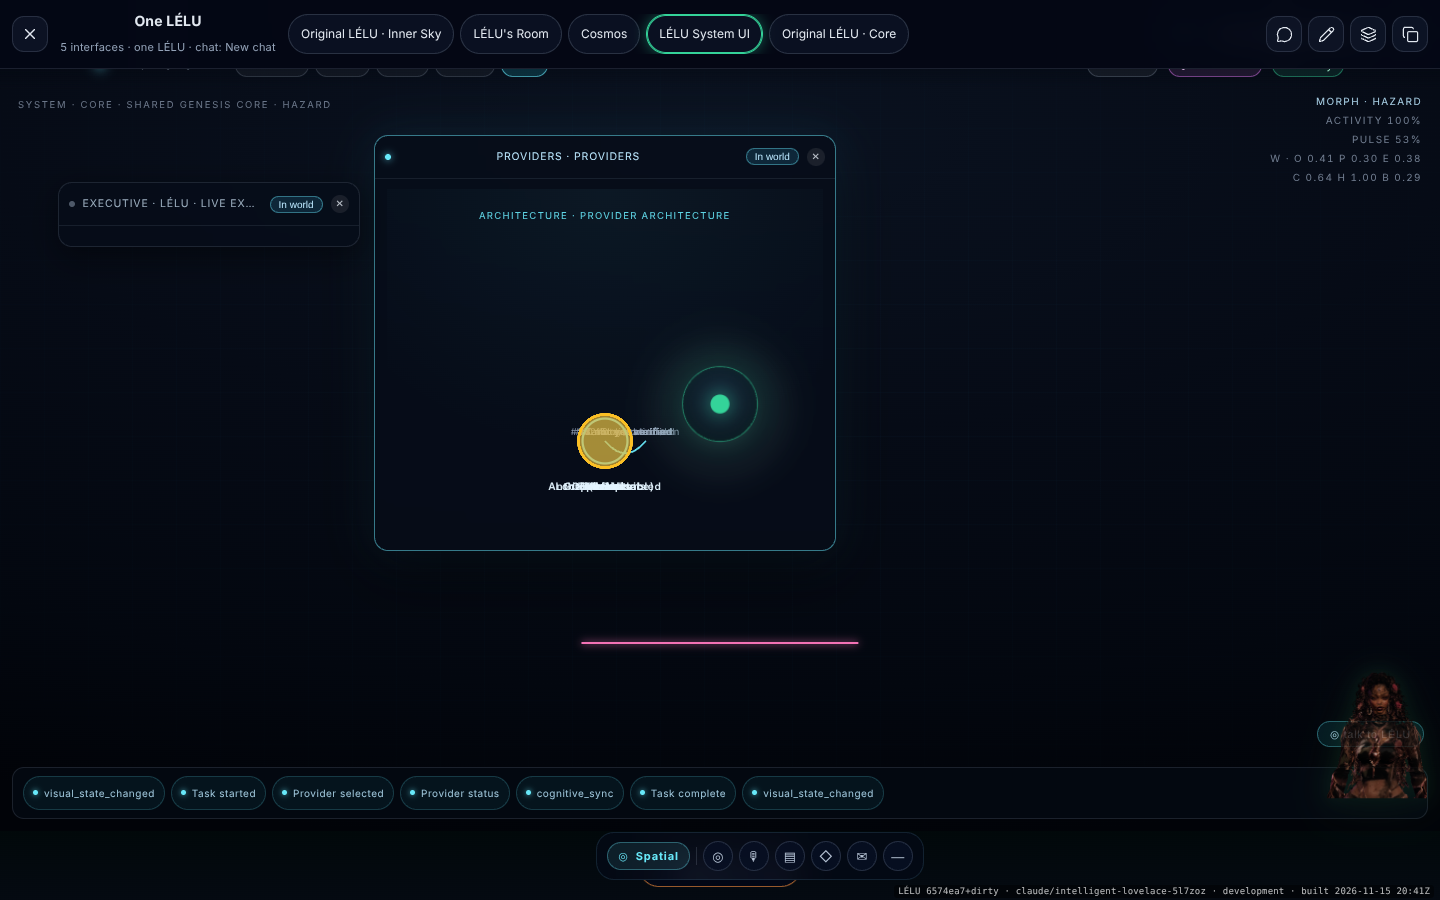 One LÉLU
5 interfaces · one LÉLU · chat: New chat
Original LÉLU · Inner Sky
LÉLU's Room
Cosmos
LÉLU System UI
Original LÉLU · Core
SYSTEM · CORE · SHARED GENESIS CORE · HAZARD
MORPH · HAZARD
ACTIVITY 100%
PULSE 53%
W · O 0.41 P 0.30 E 0.38
C 0.64 H 1.00 B 0.29
PROVIDERS · PROVIDERS
In world
EXECUTIVE · LÉLU · LIVE EX...
In world
ARCHITECTURE · PROVIDER ARCHITECTURE
visual_state_changed
Task started
Provider selected
Provider status
cognitive_sync
Task complete
visual_state_changed
Spatial
LÉLU 6574ea7+dirty · claude/intelligent-lovelace-5l7zoz · development · built 2026-11-15 20:41Z